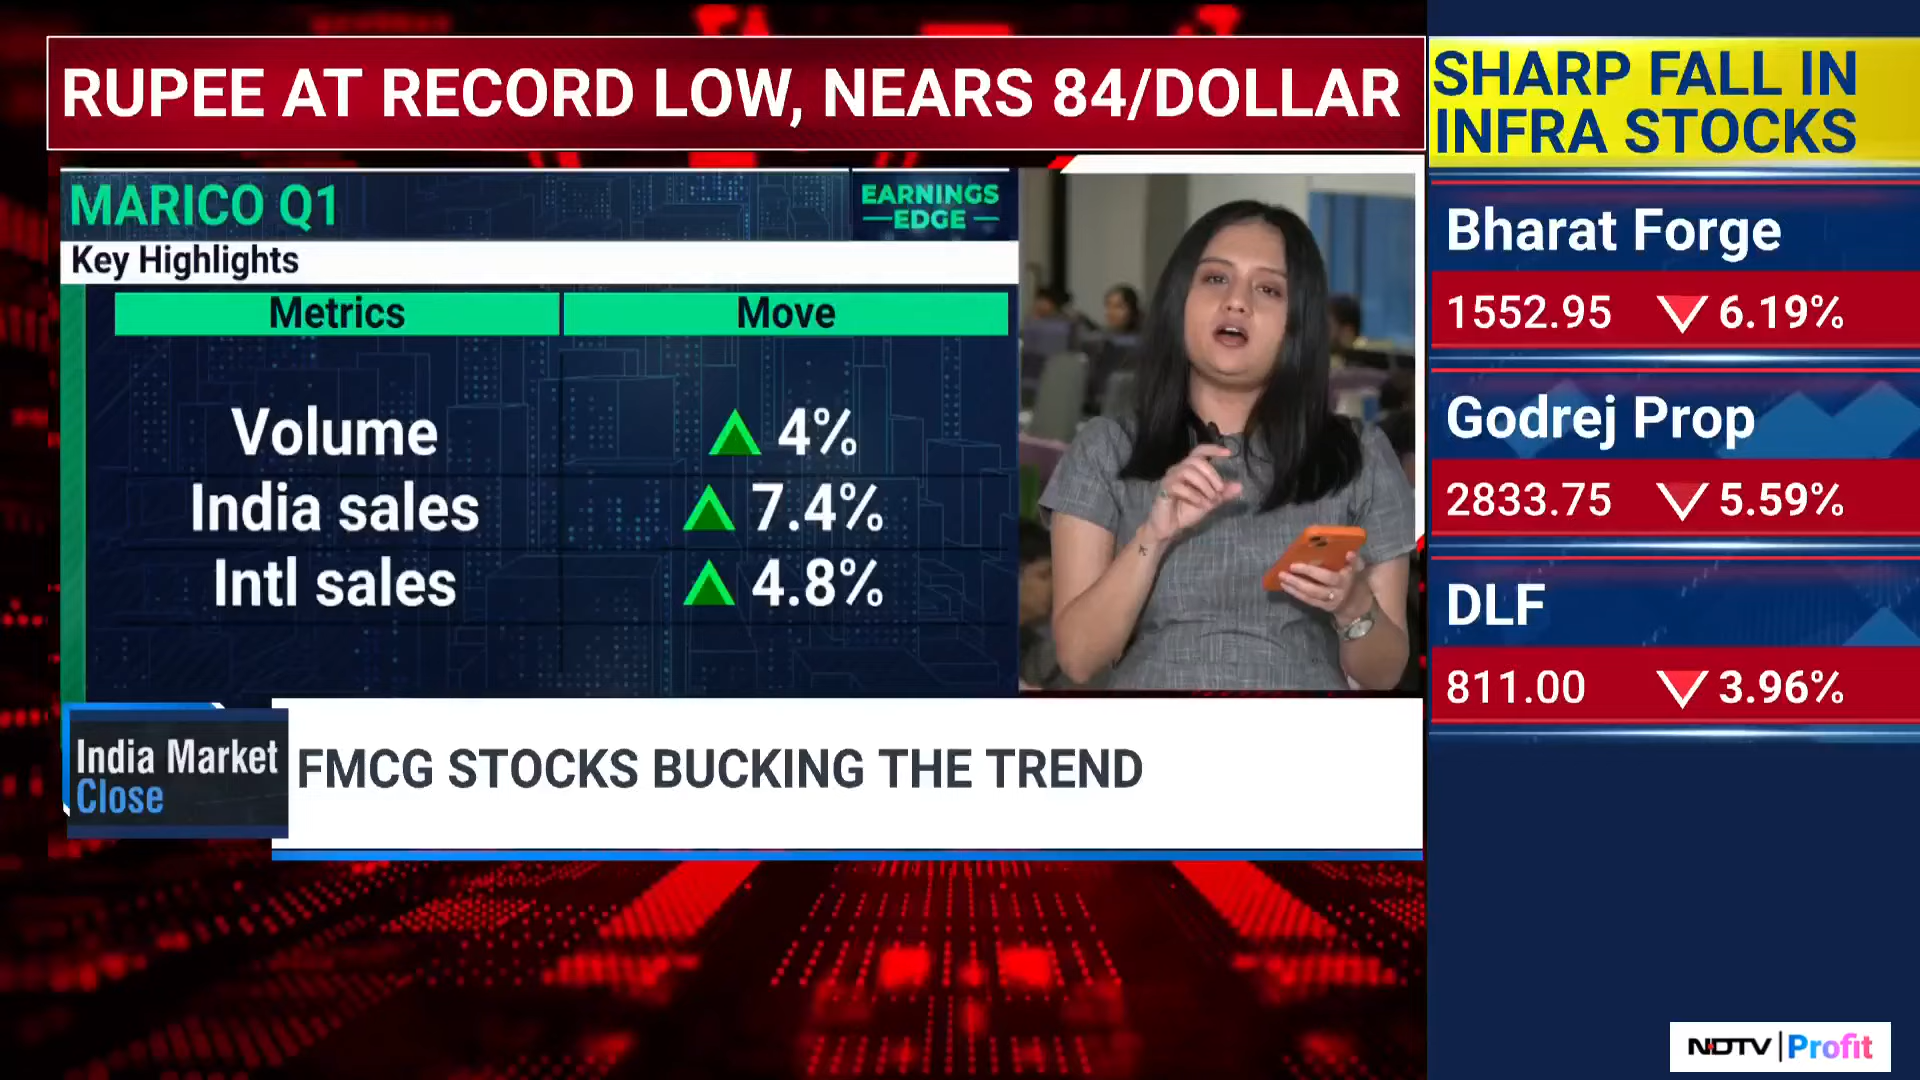 RUPEE AT RECORD LOW, NEARS 84/DOLLAR
MARICO Q1
EARNINGS
EDGE
Key Highlights
Metrics Move
Volume 4%
India sales 7.4%
Intl sales 4.8%
India Market
Close
FMCG STOCKS BUCKING THE TREND
SHARP FALL IN
INFRA STOCKS
Bharat Forge
1552.95 6.19%
Godrej Prop
2833.75 5.59%
DLF
811.00 3.96%
NDTV Profit